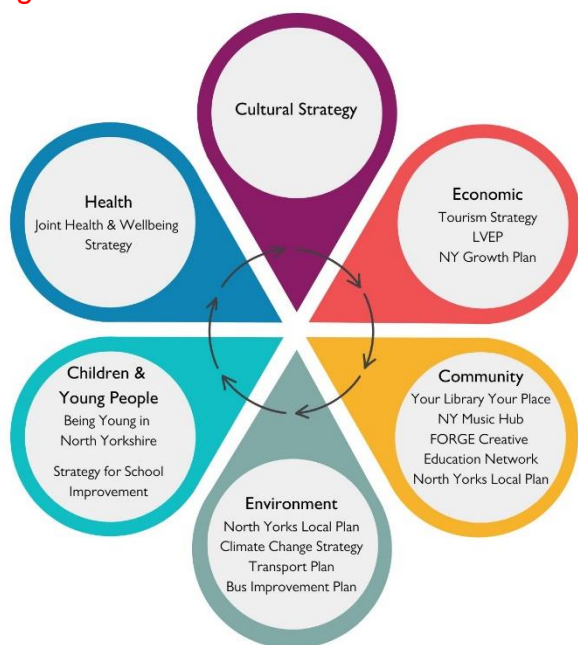 Cultural Strategy
Economic
Tourism Strategy
LVEP
NY Growth Plan
Community
Your Library Your Place
NY Music Hub
FORGE Creative
Education Network
North Yorks Local Plan
Environment
North Yorks Local Plan
Climate Change Strategy
Transport Plan
Bus Improvement Plan
Children &
Young People
Being Young in
North Yorkshire
Strategy for School
Improvement
Health
Joint Health & Wellbeing
Strategy